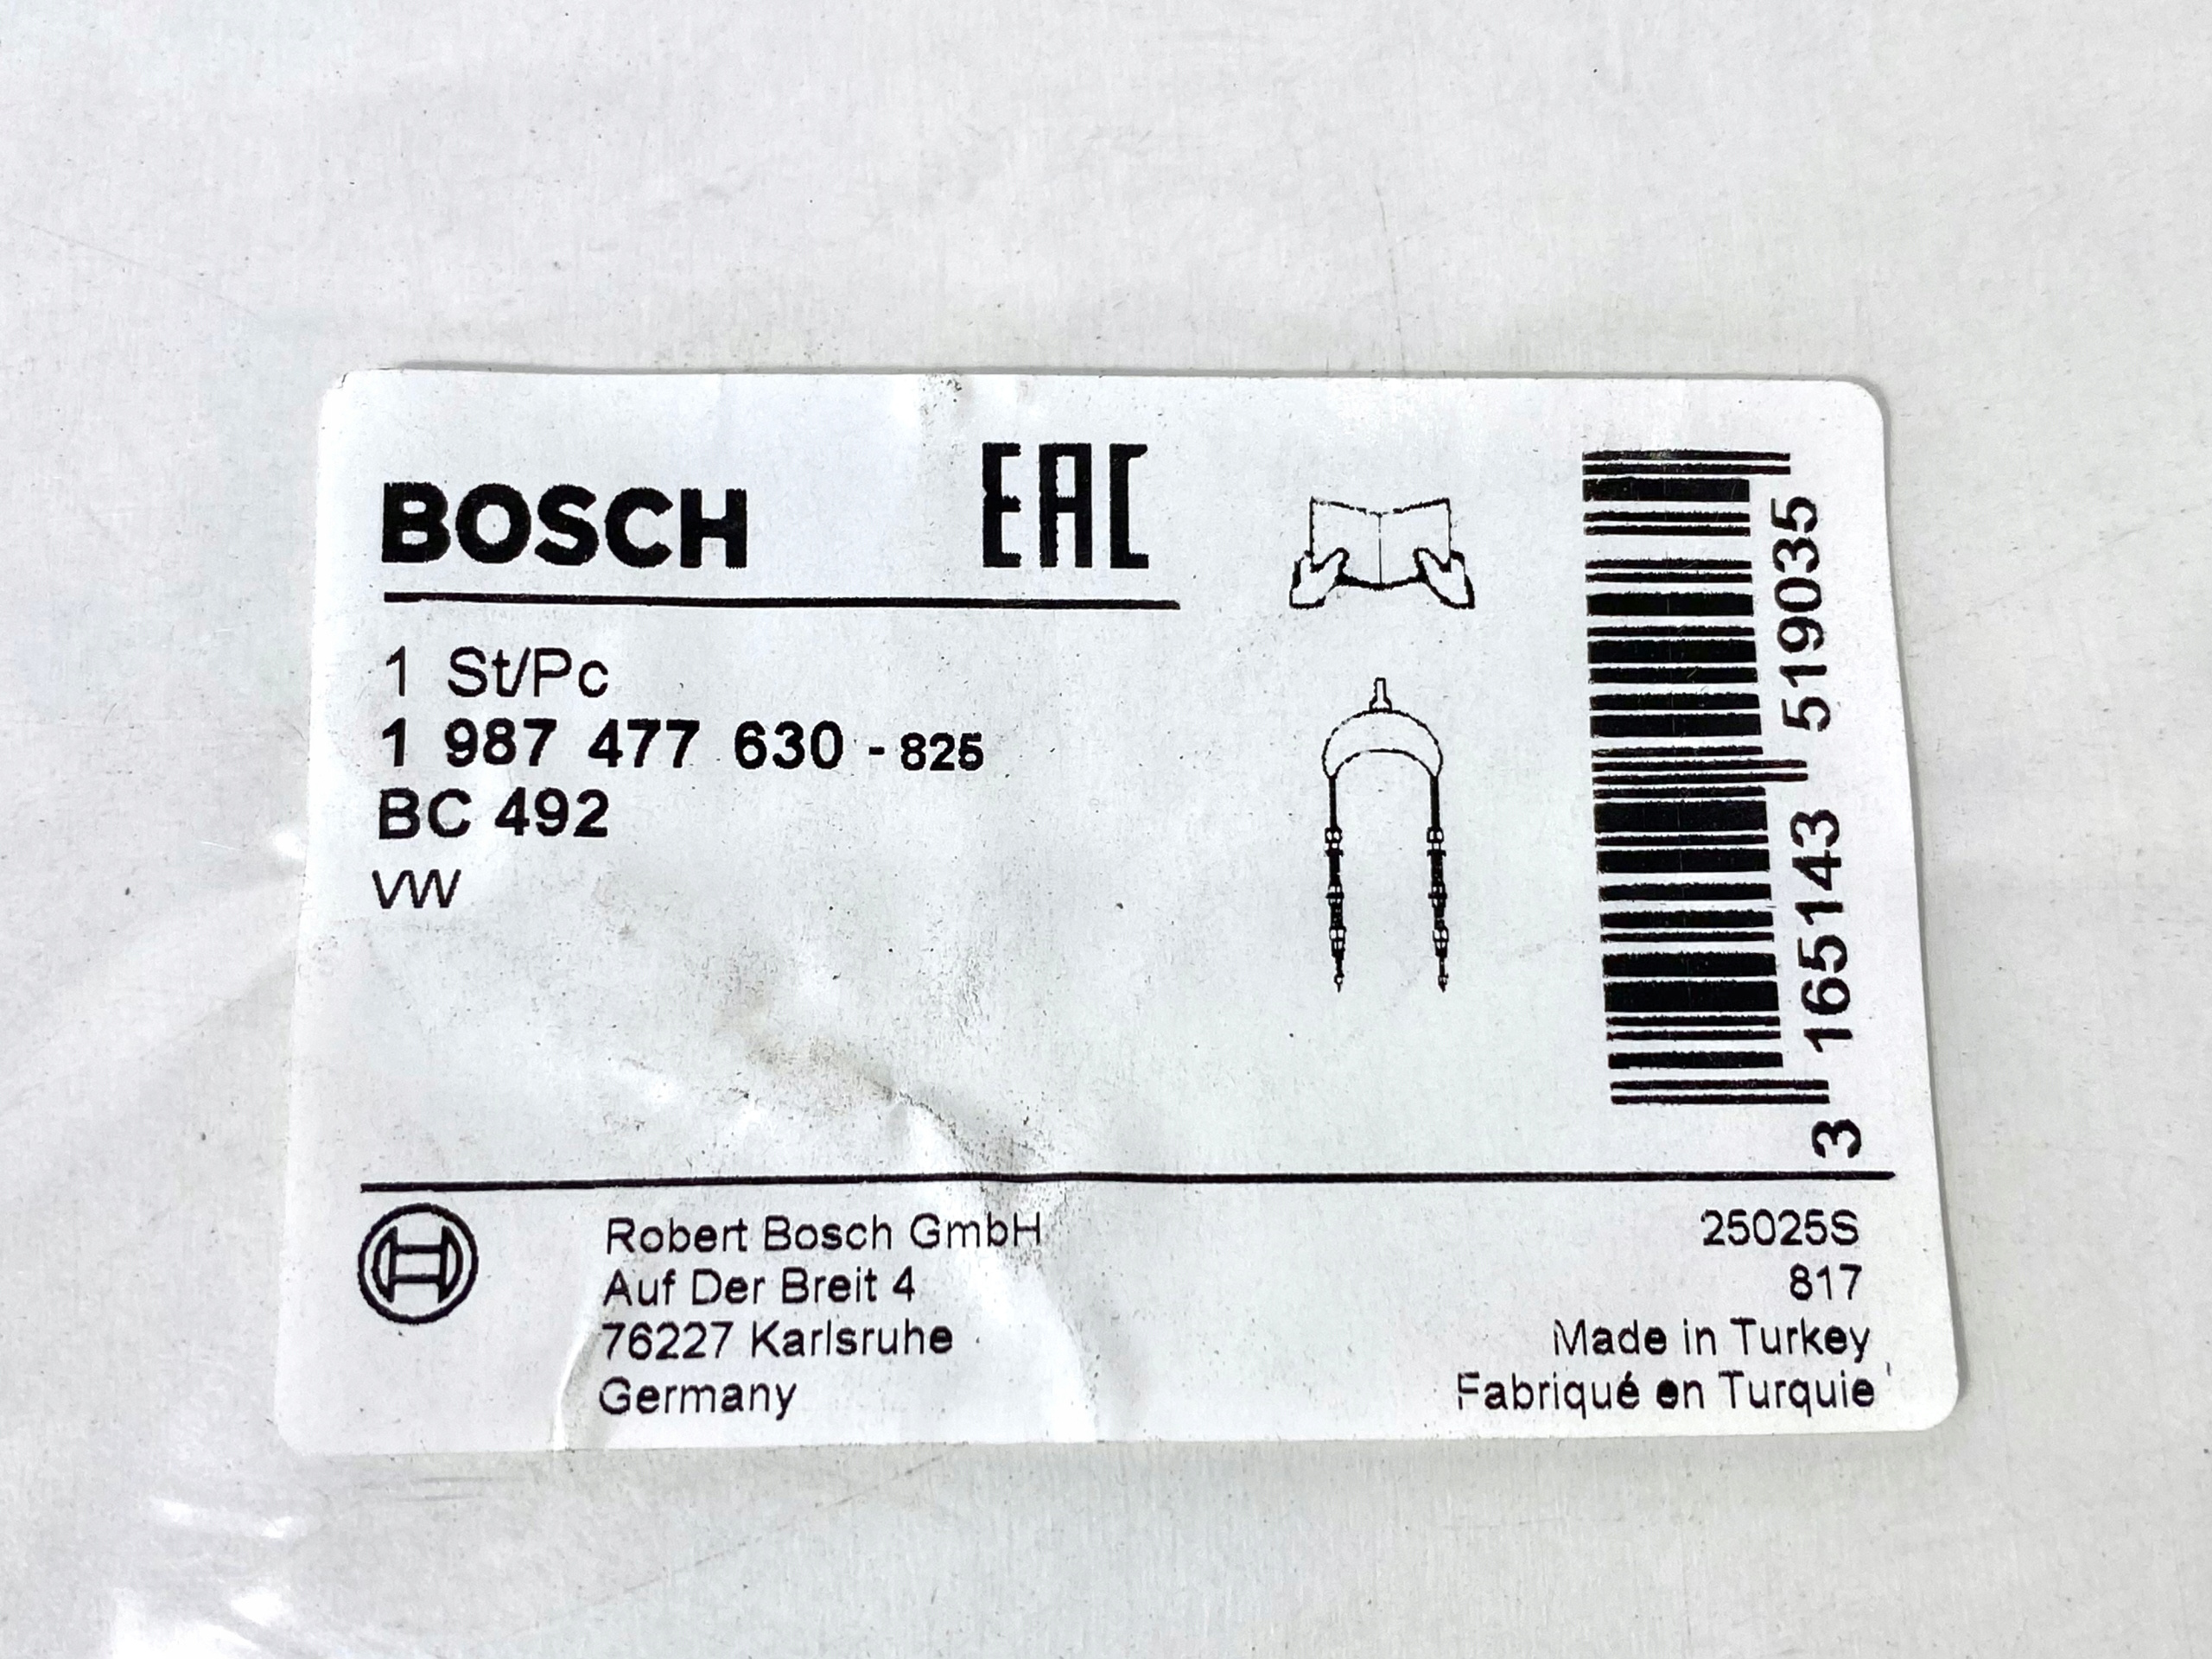 BOSCH
EAC
1 St/Pc
1 987 477 630 - 825
BC 492
VW
3 165143 519035
Robert Bosch GmbH
Auf Der Breit 4
76227 Karlsruhe
Germany
25025S
817
Made in Turkey
Fabriqué en Turquie